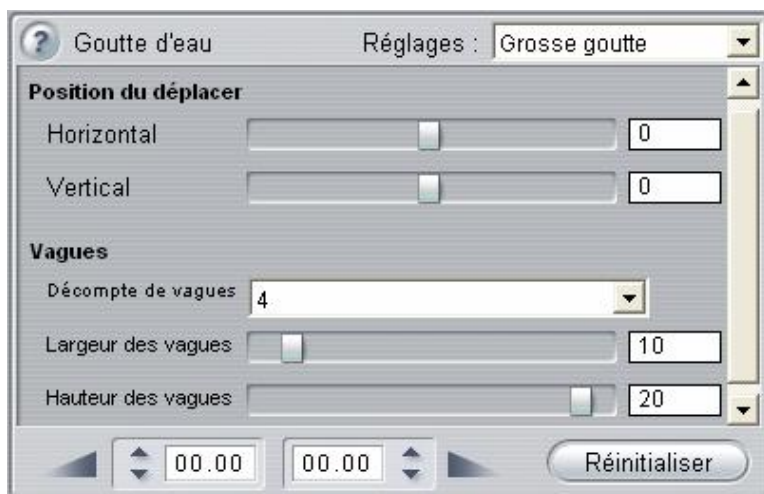 ? Goutte d'eau Réglages : Grosse goutte
Position du déplacer
Horizontal 0
Vertical 0
Vagues
Décompte de vagues 4
Largeur des vagues 10
Hauteur des vagues 20
00.00 00.00 Réinitialiser